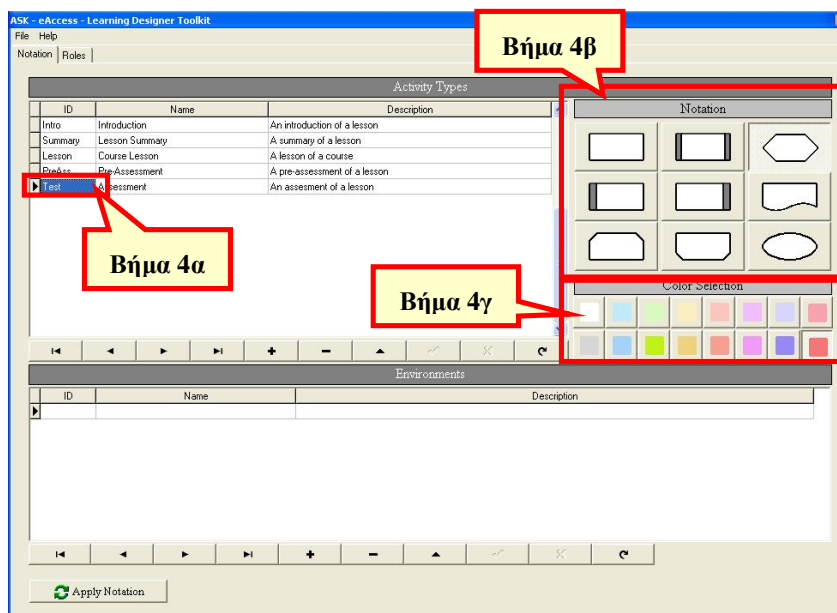 ASK - eAccess - Learning Designer Toolkit
File Help
Notation Roles
Βήμα 4β
Activity Types
ID Name Description
Intro Introduction An introduction of a lesson
Summary Lesson Summary A summary of a lesson
Lesson Course Lesson A lesson of a course
PreAss Pre-Assessment A pre-assessment of a lesson
Test Assessment An assesment of a lesson
Notation
Βήμα 4α
Βήμα 4γ
Color Selection
Environments
ID Name Description
Apply Notation